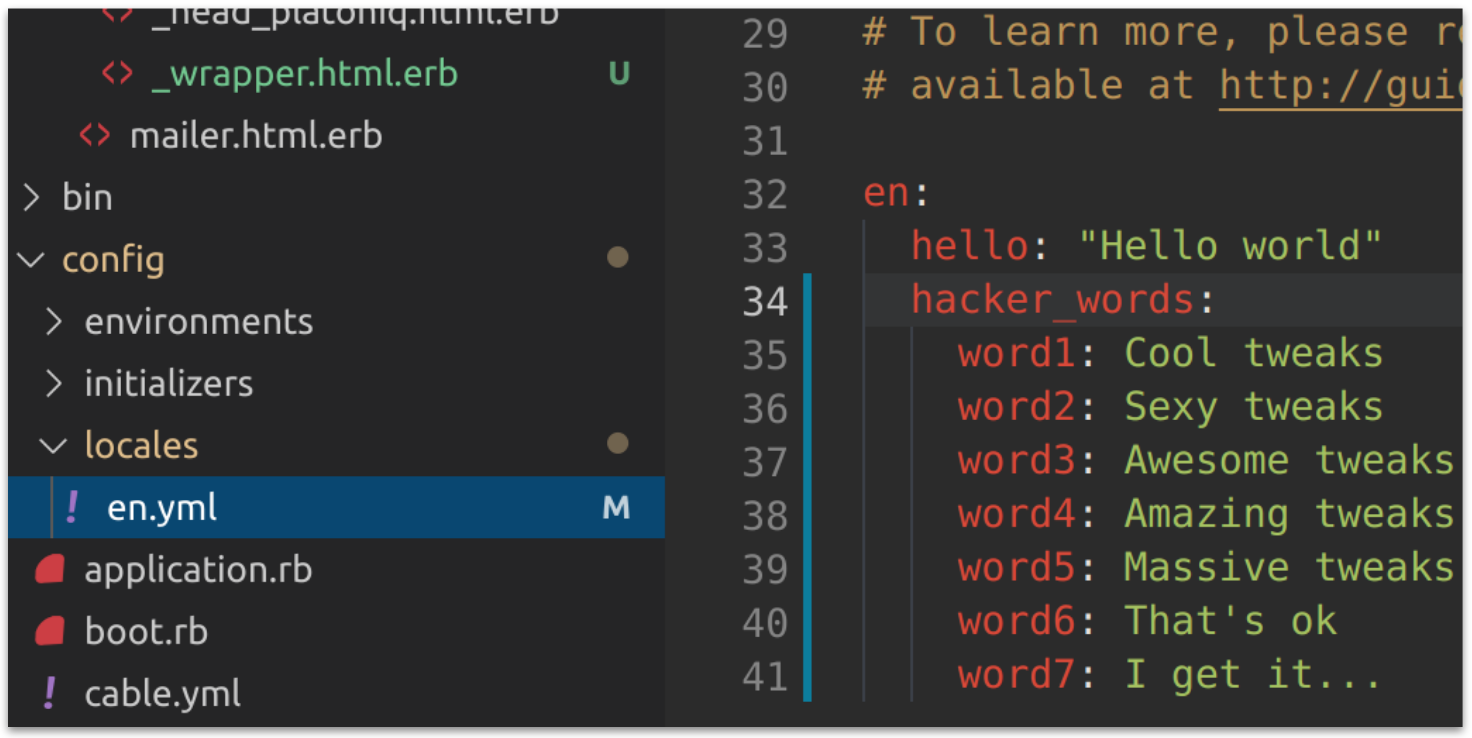 _head_platoniq.html.erb
_wrapper.html.erb U
mailer.html.erb
bin
config
environments
initializers
locales
en.yml M
application.rb
boot.rb
cable.yml
29 # To learn more, please
30 # available at http://gui
31
32 en:
33 hello: "Hello world"
34 hacker_words:
35 word1: Cool tweaks
36 word2: Sexy tweaks
37 word3: Awesome tweaks
38 word4: Amazing tweaks
39 word5: Massive tweaks
40 word6: That's ok
41 word7: I get it...